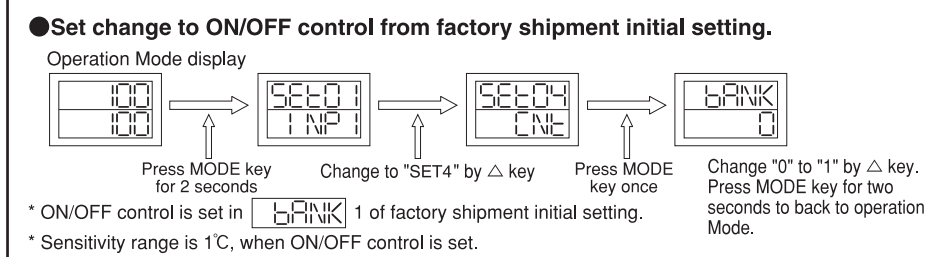 ●Set change to ON/OFF control from factory shipment initial setting.
Operation Mode display
100
100
SEt01
INP1
SEt04
CNt
bANK
0
Press MODE key
for 2 seconds
Change to "SET4" by △ key
Press MODE
key once
Change "0" to "1" by △ key.
Press MODE key for two
seconds to back to operation
Mode.
* ON/OFF control is set in bANK 1 of factory shipment initial setting.
* Sensitivity range is 1℃, when ON/OFF control is set.